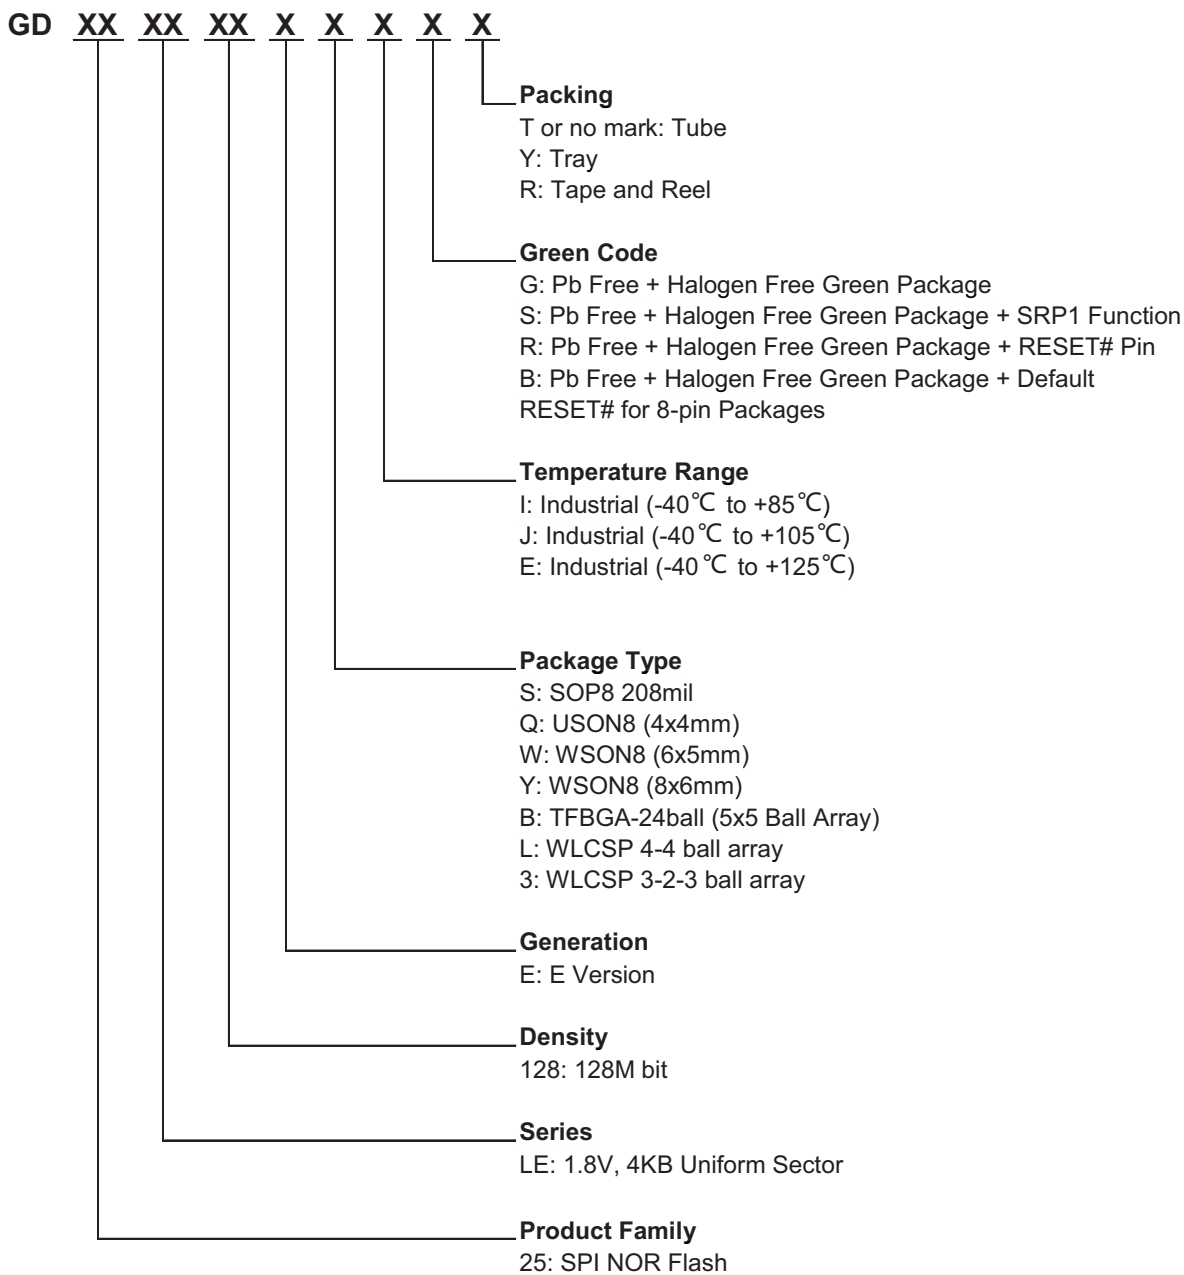 GD XX XX XX X X X X X
Packing
T or no mark: Tube
Y: Tray
R: Tape and Reel
Green Code
G: Pb Free + Halogen Free Green Package
S: Pb Free + Halogen Free Green Package + SRP1 Function
R: Pb Free + Halogen Free Green Package + RESET# Pin
B: Pb Free + Halogen Free Green Package + Default
RESET# for 8-pin Packages
Temperature Range
I: Industrial (-40℃ to +85℃)
J: Industrial (-40℃ to +105℃)
E: Industrial (-40℃ to +125℃)
Package Type
S: SOP8 208mil
Q: USON8 (4x4mm)
W: WSON8 (6x5mm)
Y: WSON8 (8x6mm)
B: TFBGA-24ball (5x5 Ball Array)
L: WLCSP 4-4 ball array
3: WLCSP 3-2-3 ball array
Generation
E: E Version
Density
128: 128M bit
Series
LE: 1.8V, 4KB Uniform Sector
Product Family
25: SPI NOR Flash